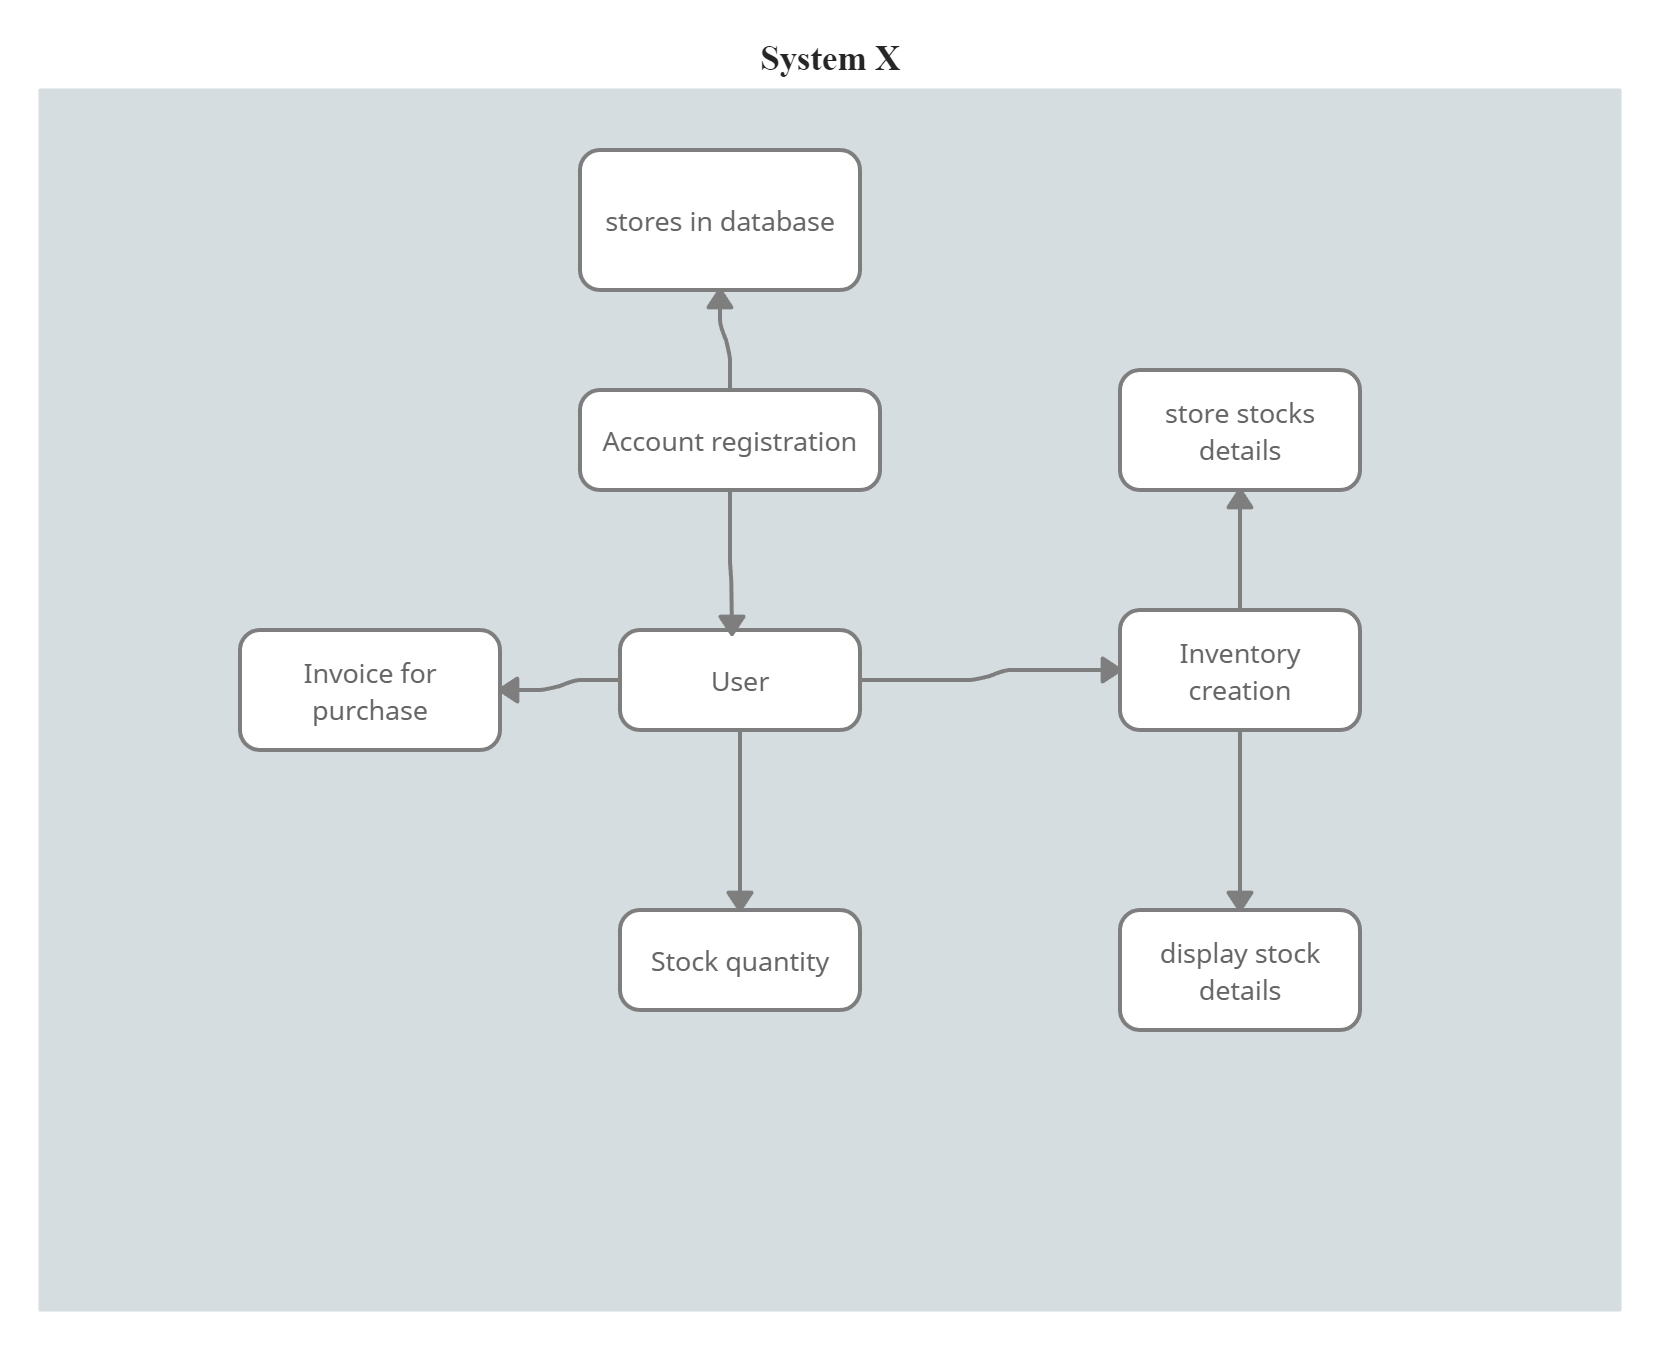 System X
stores in database
Account registration
store stocks
details
Invoice for
purchase
User
Inventory
creation
Stock quantity
display stock
details